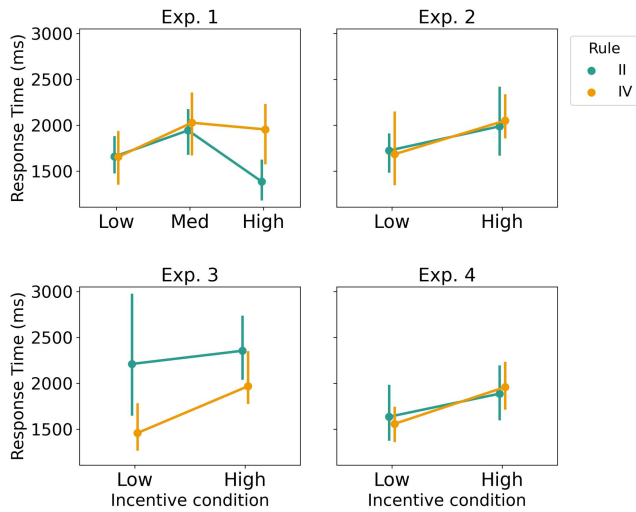 Exp. 1
Exp. 2
Rule
II
IV
Response Time (ms)
3000
2500
2000
1500
Low Med High
Low High
Exp. 3
Exp. 4
Response Time (ms)
3000
2500
2000
1500
Low High
Low High
Incentive condition
Incentive condition